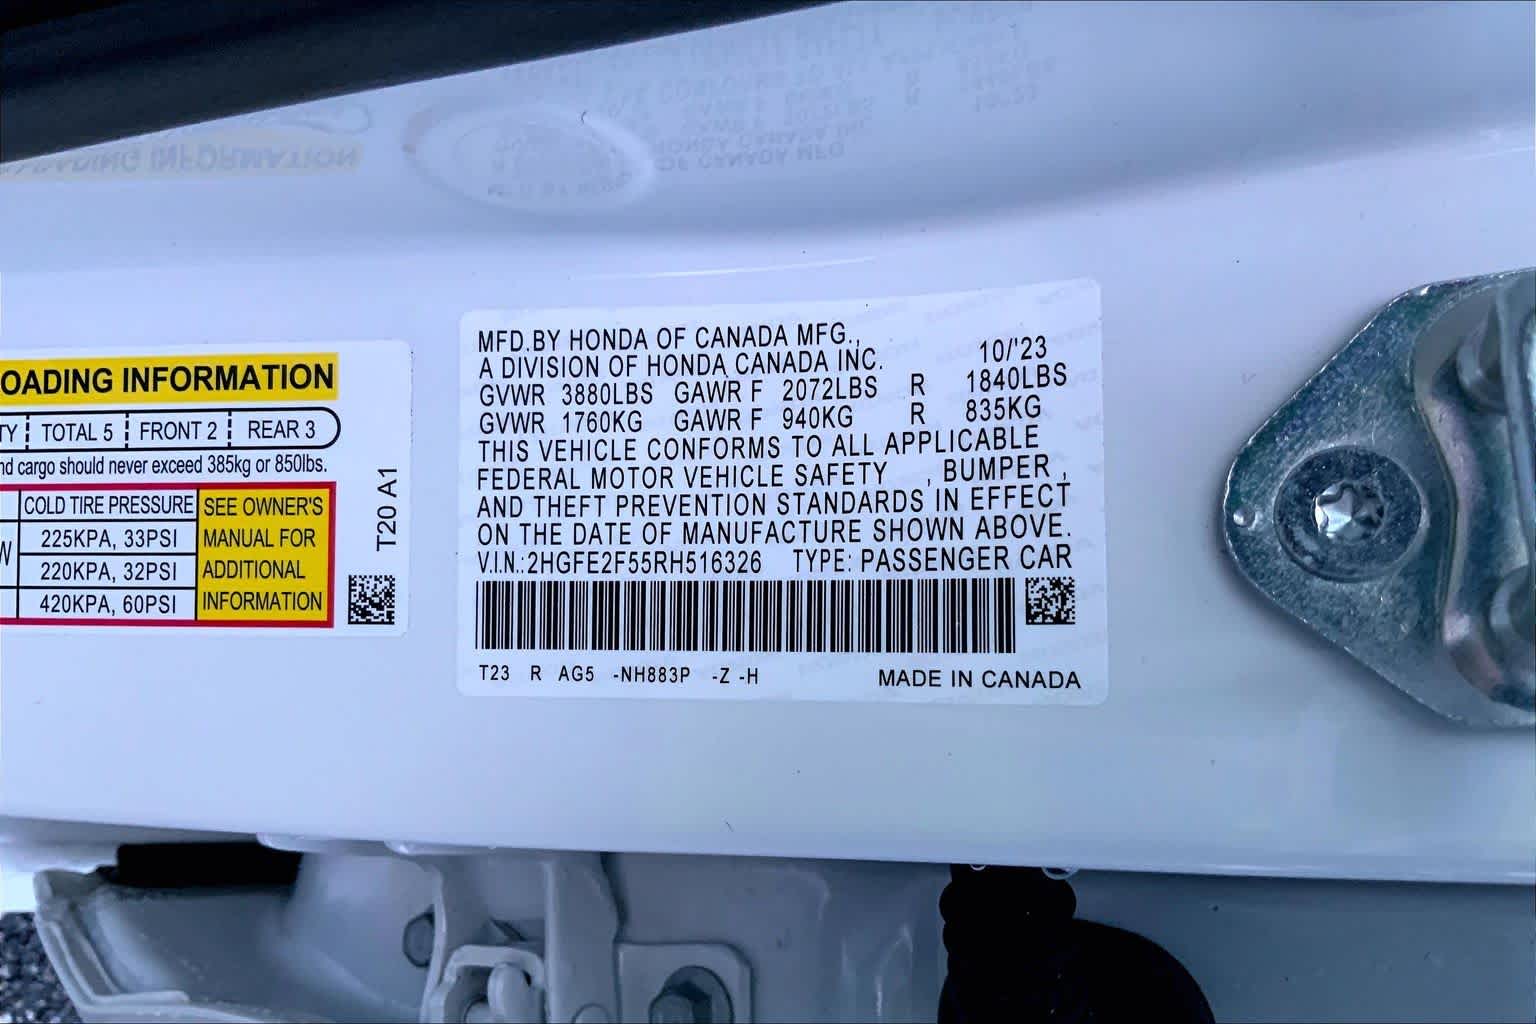 OADING INFORMATION
TY TOTAL 5 FRONT 2 REAR 3
nd cargo should never exceed 385kg or 850lbs.
COLD TIRE PRESSURE
W 225KPA, 33PSI
220KPA, 32PSI
420KPA, 60PSI
SEE OWNER'S
MANUAL FOR
ADDITIONAL
INFORMATION
T20 A1
MFD.BY HONDA OF CANADA MFG.,
A DIVISION OF HONDA CANADA INC. 10/'23
GVWR 3880LBS GAWR F 2072LBS R 1840LBS
GVWR 1760KG GAWR F 940KG R 835KG
THIS VEHICLE CONFORMS TO ALL APPLICABLE
FEDERAL MOTOR VEHICLE SAFETY , BUMPER ,
AND THEFT PREVENTION STANDARDS IN EFFECT
ON THE DATE OF MANUFACTURE SHOWN ABOVE.
V.I.N.:2HGFE2F55RH516326 TYPE: PASSENGER CAR
T23 R AG5 -NH883P -Z -H MADE IN CANADA